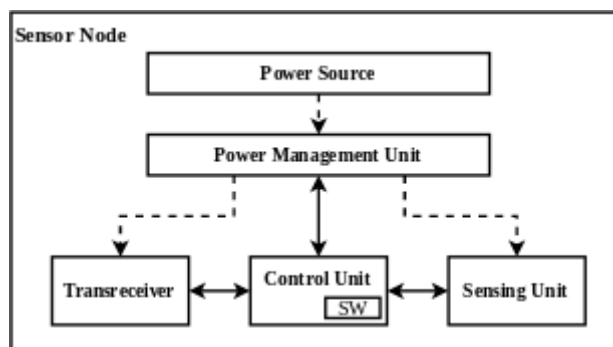 Sensor Node
Power Source
Power Management Unit
Transreceiver
Control Unit
SW
Sensing Unit